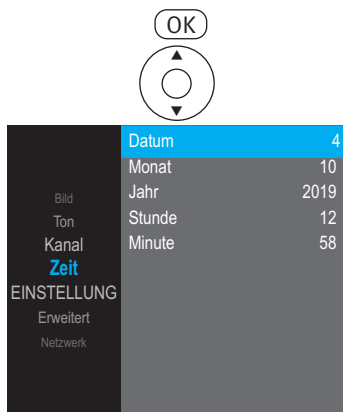 OK
Datum 4
Monat 10
Jahr 2019
Stunde 12
Minute 58
Bild
Ton
Kanal
Zeit
EINSTELLUNG
Erweitert
Netzwerk